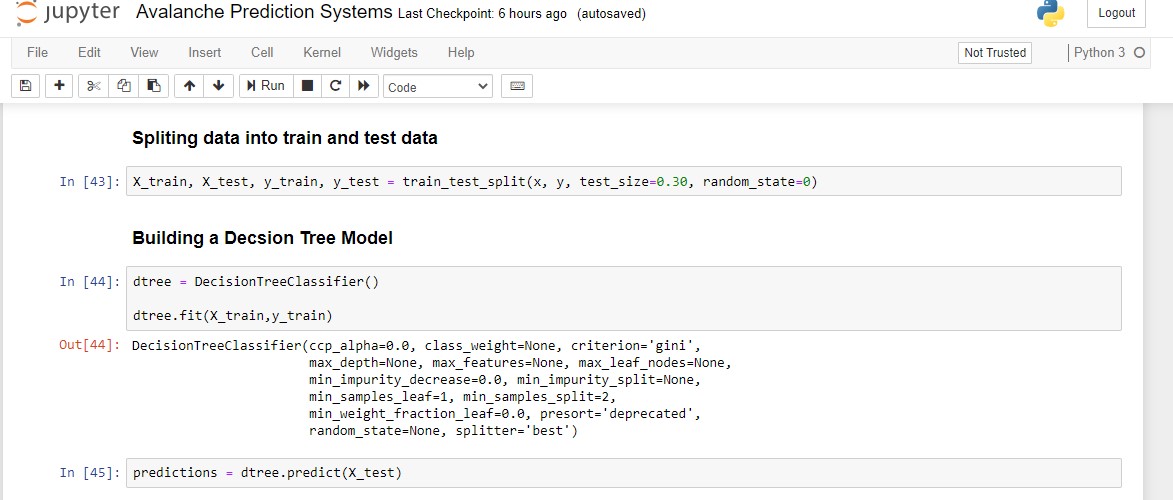 jupyter Avalanche Prediction Systems Last Checkpoint: 6 hours ago (autosaved)
Logout
File Edit View Insert Cell Kernel Widgets Help
Not Trusted
Python 3
Run
Code
Spliting data into train and test data
In [43]: X_train, X_test, y_train, y_test = train_test_split(x, y, test_size=0.30, random_state=0)
Building a Decsion Tree Model
In [44]: dtree = DecisionTreeClassifier()
dtree.fit(X_train,y_train)
Out[44]: DecisionTreeClassifier(ccp_alpha=0.0, class_weight=None, criterion='gini',
max_depth=None, max_features=None, max_leaf_nodes=None,
min_impurity_decrease=0.0, min_impurity_split=None,
min_samples_leaf=1, min_samples_split=2,
min_weight_fraction_leaf=0.0, presort='deprecated',
random_state=None, splitter='best')
In [45]: predictions = dtree.predict(X_test)